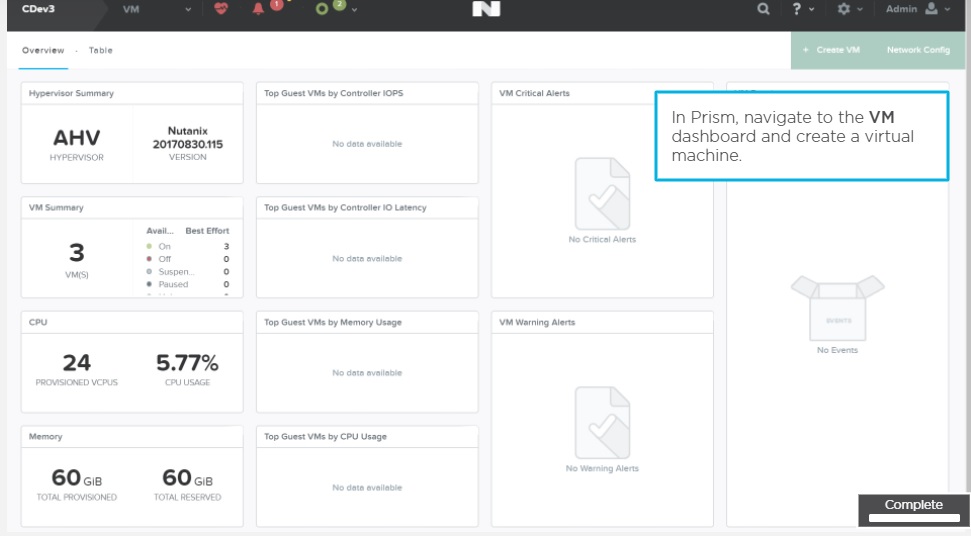 CDev3 VM 1 2 ? Admin
Overview · Table + Create VM Network Config
Hypervisor Summary
AHV
HYPERVISOR
Nutanix
20170830.115
VERSION
Top Guest VMs by Controller IOPS
No data available
VM Critical Alerts
No Critical Alerts
In Prism, navigate to the VM
dashboard and create a virtual
machine.
VM Summary
3
VM(S)
Avail... Best Effort
On 3
Off 0
Suspen... 0
Paused 0
Top Guest VMs by Controller IO Latency
No data available
EVENTS
No Events
CPU
24
PROVISIONED VCPUS
5.77%
CPU USAGE
Top Guest VMs by Memory Usage
No data available
VM Warning Alerts
No Warning Alerts
Memory
60 GiB
TOTAL PROVISIONED
60 GiB
TOTAL RESERVED
Top Guest VMs by CPU Usage
No data available
Complete